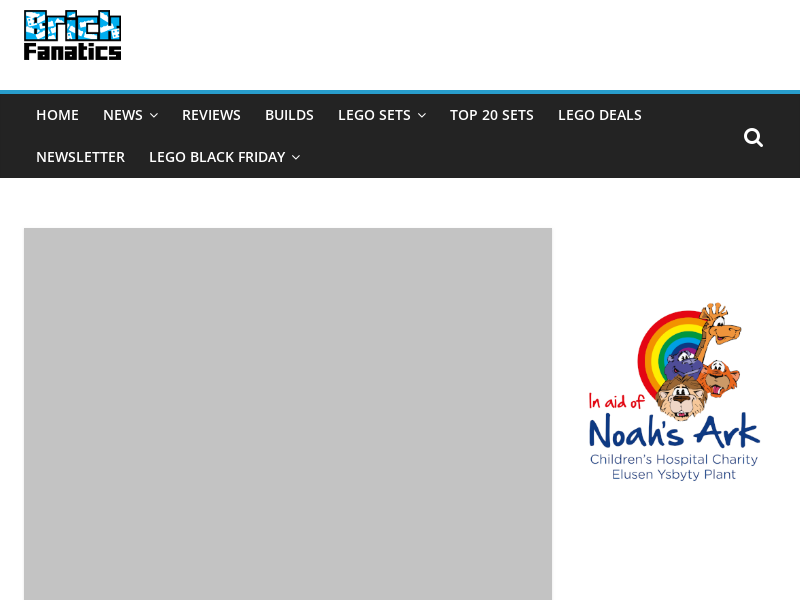 Brick
Fanatics
HOME NEWS REVIEWS BUILDS LEGO SETS TOP 20 SETS LEGO DEALS
NEWSLETTER LEGO BLACK FRIDAY
In aid of
Noah's Ark
Children's Hospital Charity
Elusen Ysbyty Plant